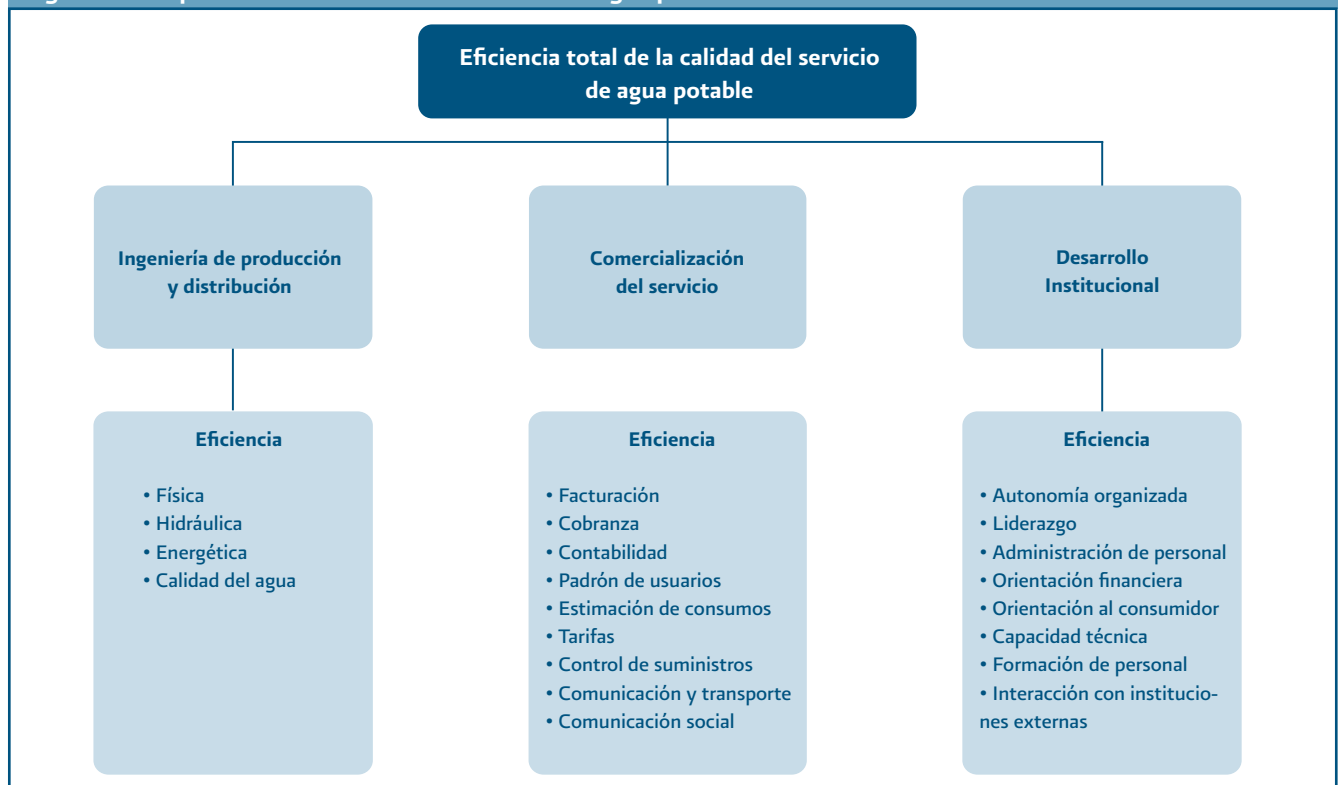 Eficiencia total de la calidad del servicio
de agua potable
Ingeniería de producción
y distribución
Comercialización
del servicio
Desarrollo
Institucional
Eficiencia
• Física
• Hidráulica
• Energética
• Calidad del agua
Eficiencia
• Facturación
• Cobranza
• Contabilidad
• Padrón de usuarios
• Estimación de consumos
• Tarifas
• Control de suministros
• Comunicación y transporte
• Comunicación social
Eficiencia
• Autonomía organizada
• Liderazgo
• Administración de personal
• Orientación financiera
• Orientación al consumidor
• Capacidad técnica
• Formación de personal
• Interacción con institucio-
nes externas